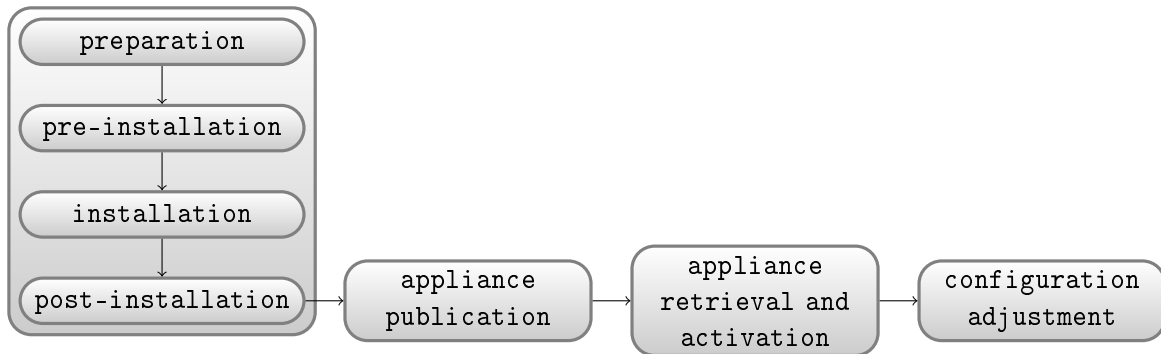 preparation
pre-installation
installation
post-installation
appliance
publication
appliance
retrieval and
activation
configuration
adjustment